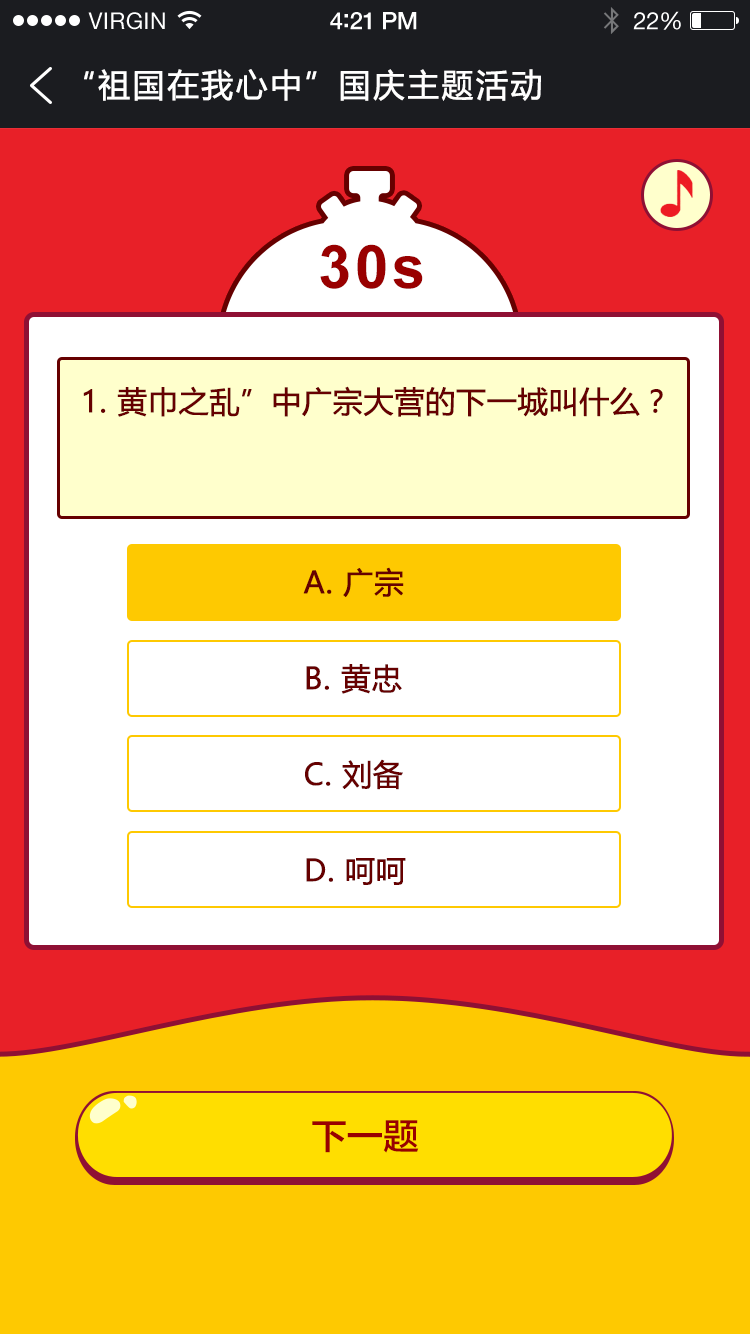 VIRGIN 4:21 PM 22%
“祖国在我心中”国庆主题活动
30s
1. 黄巾之乱”中广宗大营的下一城叫什么？
A. 广宗
B. 黄忠
C. 刘备
D. 呵呵
下一题